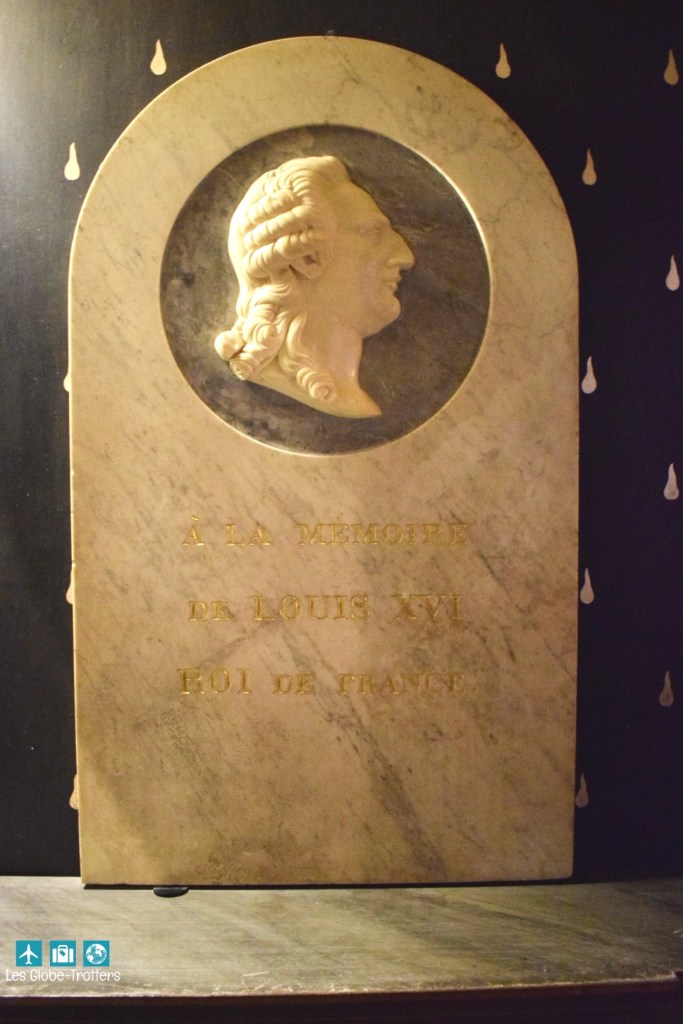 À LA MÉMOIRE
DE LOUIS XVI
ROI DE FRANCE.
Les Globe-Trotters